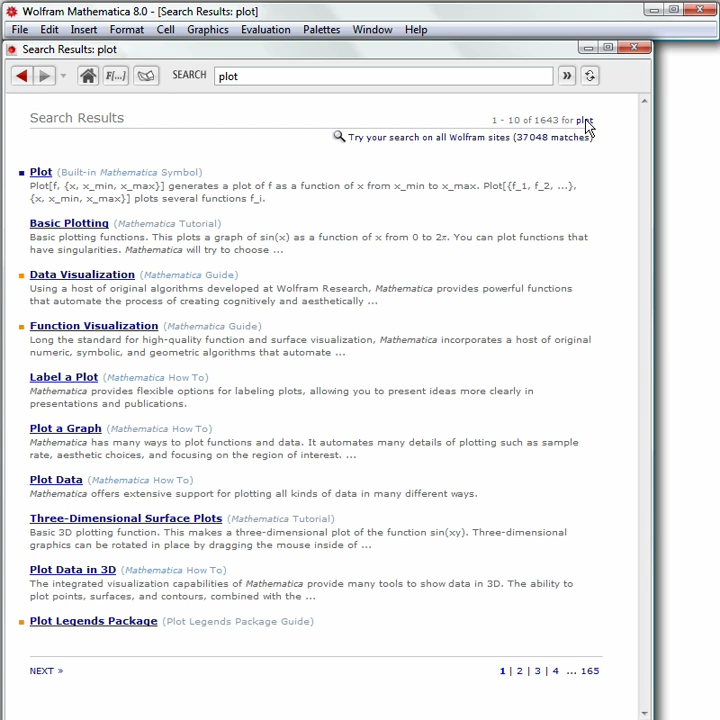 Wolfram Mathematica 8.0 - [Search Results: plot]
File Edit Insert Format Cell Graphics Evaluation Palettes Window Help
Search Results: plot
F[...] SEARCH plot »
Search Results
1 - 10 of 1643 for plot
Try your search on all Wolfram sites (37048 matches)
Plot (Built-in Mathematica Symbol)
Plot[f, {x, x_min, x_max}] generates a plot of f as a function of x from x_min to x_max. Plot[{f_1, f_2, ...},
{x, x_min, x_max}] plots several functions f_i.
Basic Plotting (Mathematica Tutorial)
Basic plotting functions. This plots a graph of sin(x) as a function of x from 0 to 2π. You can plot functions that
have singularities. Mathematica will try to choose ...
Data Visualization (Mathematica Guide)
Using a host of original algorithms developed at Wolfram Research, Mathematica provides powerful functions
that automate the process of creating cognitively and aesthetically ...
Function Visualization (Mathematica Guide)
Long the standard for high-quality function and surface visualization, Mathematica incorporates a host of original
numeric, symbolic, and geometric algorithms that automate ...
Label a Plot (Mathematica How To)
Mathematica provides flexible options for labeling plots, allowing you to present ideas more clearly in
presentations and publications.
Plot a Graph (Mathematica How To)
Mathematica has many ways to plot functions and data. It automates many details of plotting such as sample
rate, aesthetic choices, and focusing on the region of interest. ...
Plot Data (Mathematica How To)
Mathematica offers extensive support for plotting all kinds of data in many different ways.
Three-Dimensional Surface Plots (Mathematica Tutorial)
Basic 3D plotting function. This makes a three-dimensional plot of the function sin(xy). Three-dimensional
graphics can be rotated in place by dragging the mouse inside of ...
Plot Data in 3D (Mathematica How To)
The integrated visualization capabilities of Mathematica provide many tools to show data in 3D. The ability to
plot points, surfaces, and contours, combined with the ...
Plot Legends Package (Plot Legends Package Guide)
NEXT » 1 | 2 | 3 | 4 ... 165